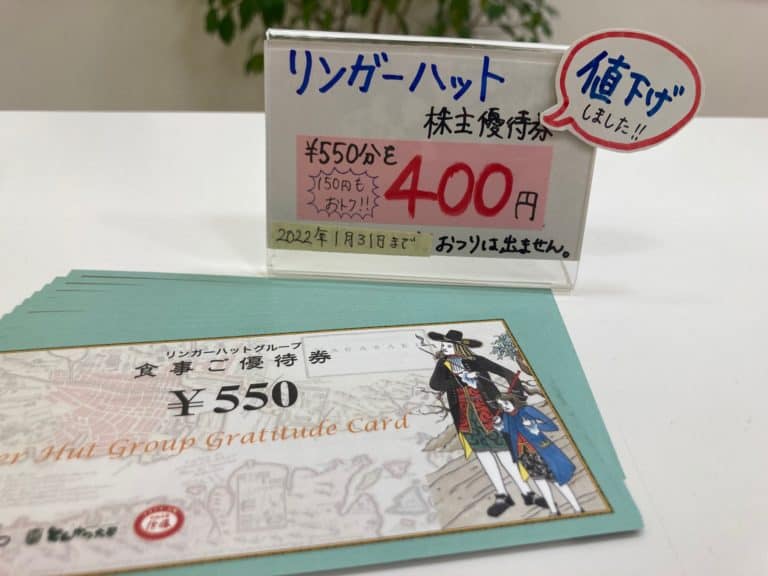 リンガーハット
株主優待券
値下げ
しました!!
¥550分を
150円も
おトク!!
400円
2022年1月31日まで
おつりは出ません。
リンガーハットグループ
食事ご優待券
¥550
er Hut Group Gratitude Card